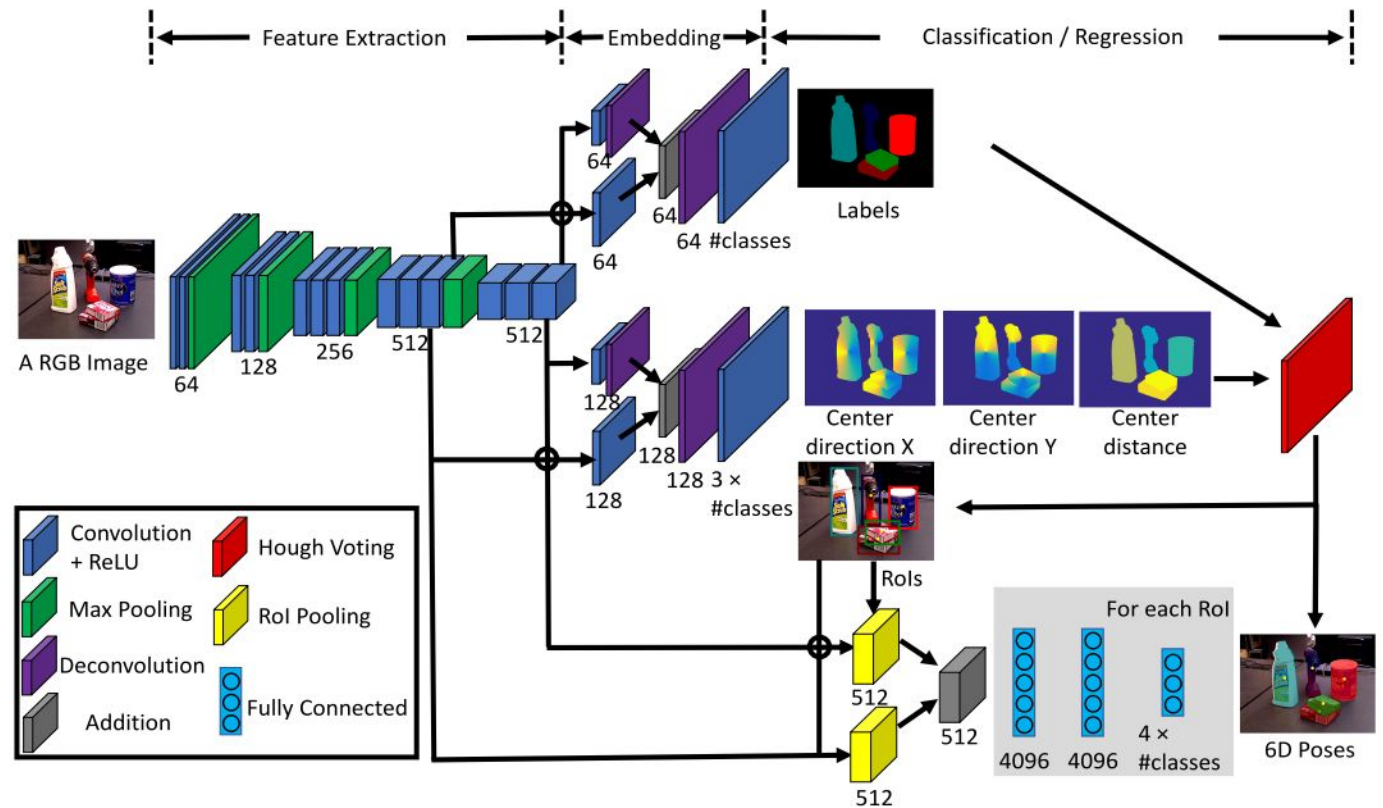 Feature Extraction
Embedding
Classification / Regression
64
64
64
64
#classes
Labels
A RGB Image
64
128
256
512
512
128
128
128
128
3 ×
#classes
Center
direction X
Center
direction Y
Center
distance
RoIs
Convolution
+ ReLU
Hough Voting
Max Pooling
RoI Pooling
Deconvolution
Fully Connected
Addition
512
512
512
For each RoI
4096
4096
4 ×
#classes
6D Poses